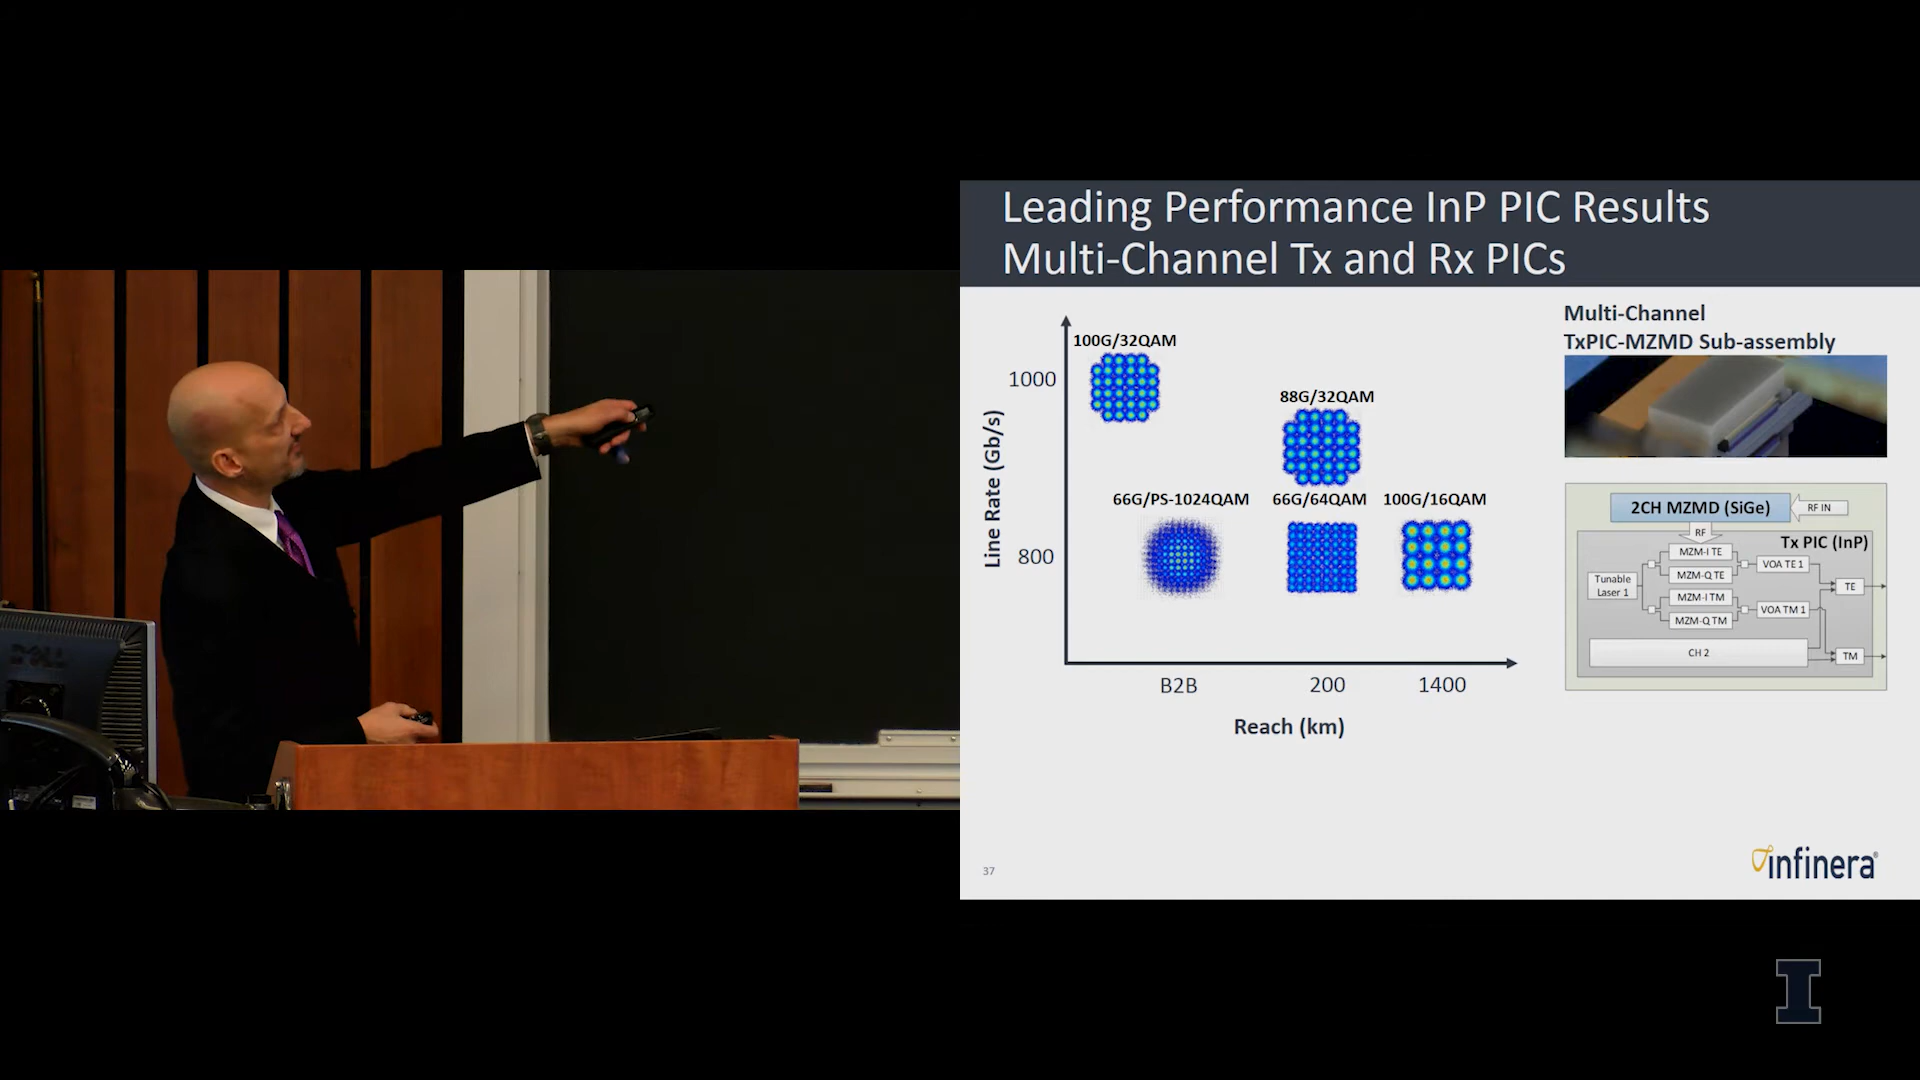 Leading Performance InP PIC Results
Multi-Channel Tx and Rx PICs
Line Rate (Gb/s)
1000
800
100G/32QAM
88G/32QAM
66G/PS-1024QAM
66G/64QAM
100G/16QAM
B2B
200
1400
Reach (km)
Multi-Channel
TxPIC-MZMD Sub-assembly
2CH MZMD (SiGe)
RF IN
RF
Tx PIC (InP)
Tunable
Laser 1
MZM-I TE
MZM-Q TE
MZM-I TM
MZM-Q TM
VOA TE 1
VOA TM 1
TE
TM
CH 2
37
infinera
DELL
I